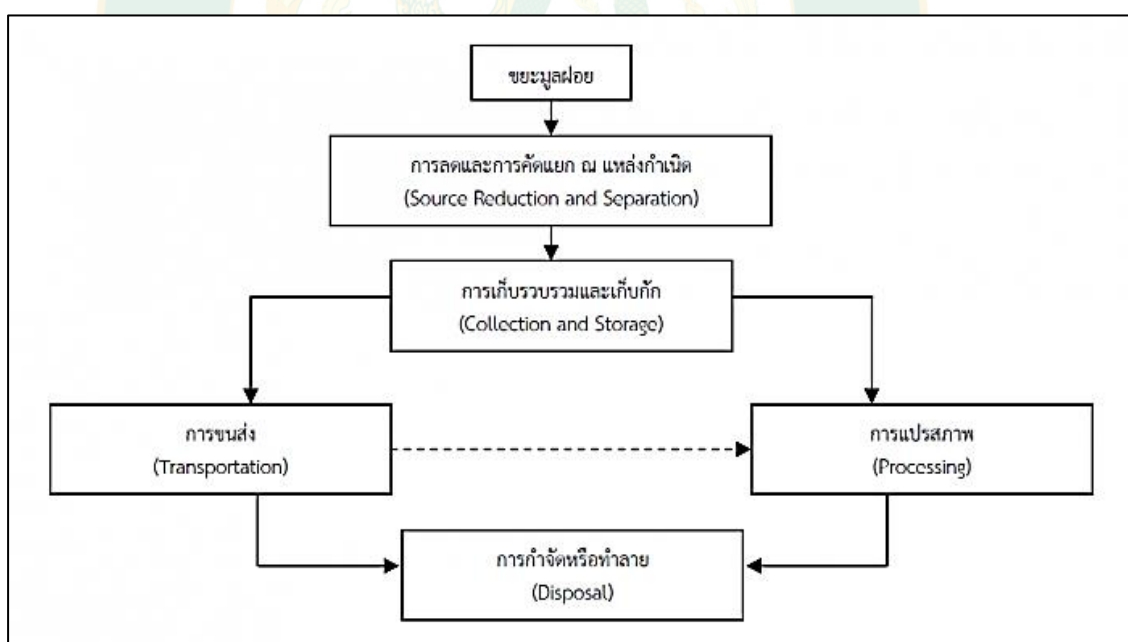 ขยะมูลฝอย
การลดและการคัดแยก ณ แหล่งกำเนิด
(Source Reduction and Separation)
การเก็บรวบรวมและเก็บกัก
(Collection and Storage)
การขนส่ง
(Transportation)
การแปรสภาพ
(Processing)
การกำจัดหรือทำลาย
(Disposal)